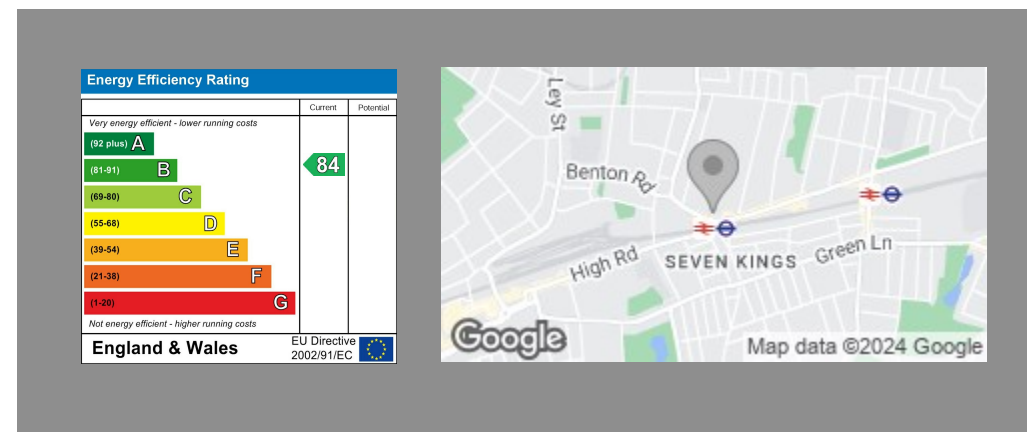 Energy Efficiency Rating
Current Potential
Very energy efficient - lower running costs
(92 plus) A
(81-91) B
84
(69-80) C
(55-68) D
(39-54) E
(21-38) F
(1-20) G
Not energy efficient - higher running costs
England & Wales
EU Directive
2002/91/EC
Ley St
Benton Rd
High Rd
SEVEN KINGS
Green Ln
Google
Map data ©2024 Google